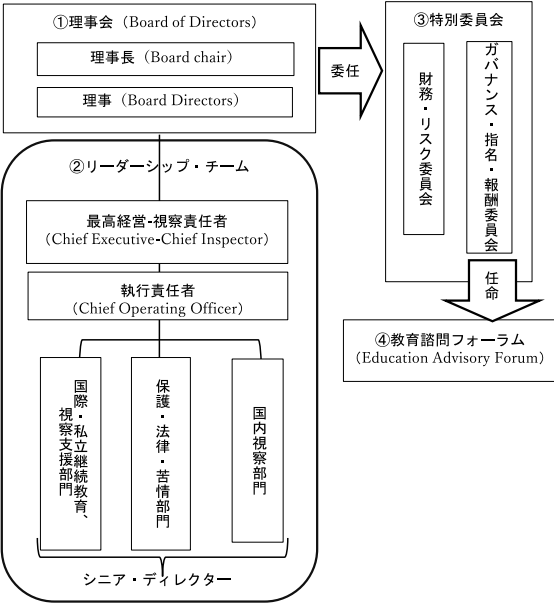 ①理事会（Board of Directors）
理事長（Board chair）
理事（Board Directors）
委任
③特別委員会
財務・リスク委員会
ガバナンス・指名・報酬委員会
②リーダーシップ・チーム
最高経営-視察責任者
（Chief Executive-Chief Inspector）
執行責任者
（Chief Operating Officer）
任命
④教育諮問フォーラム
（Education Advisory Forum）
国際・私立継続教育、
視察支援部門
保護・法律・苦情部門
国内視察部門
シニア・ディレクター